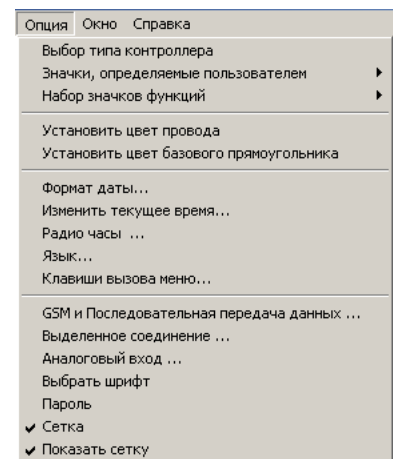 Опция Окно Справка
Выбор типа контроллера
Значки, определяемые пользователем
Набор значков функций
Установить цвет провода
Установить цвет базового прямоугольника
Формат даты...
Изменить текущее время...
Радио часы ...
Язык...
Клавиши вызова меню...
GSM и Последовательная передача данных ...
Выделенное соединение ...
Аналоговый вход ...
Выбрать шрифт
Пароль
Сетка
Показать сетку